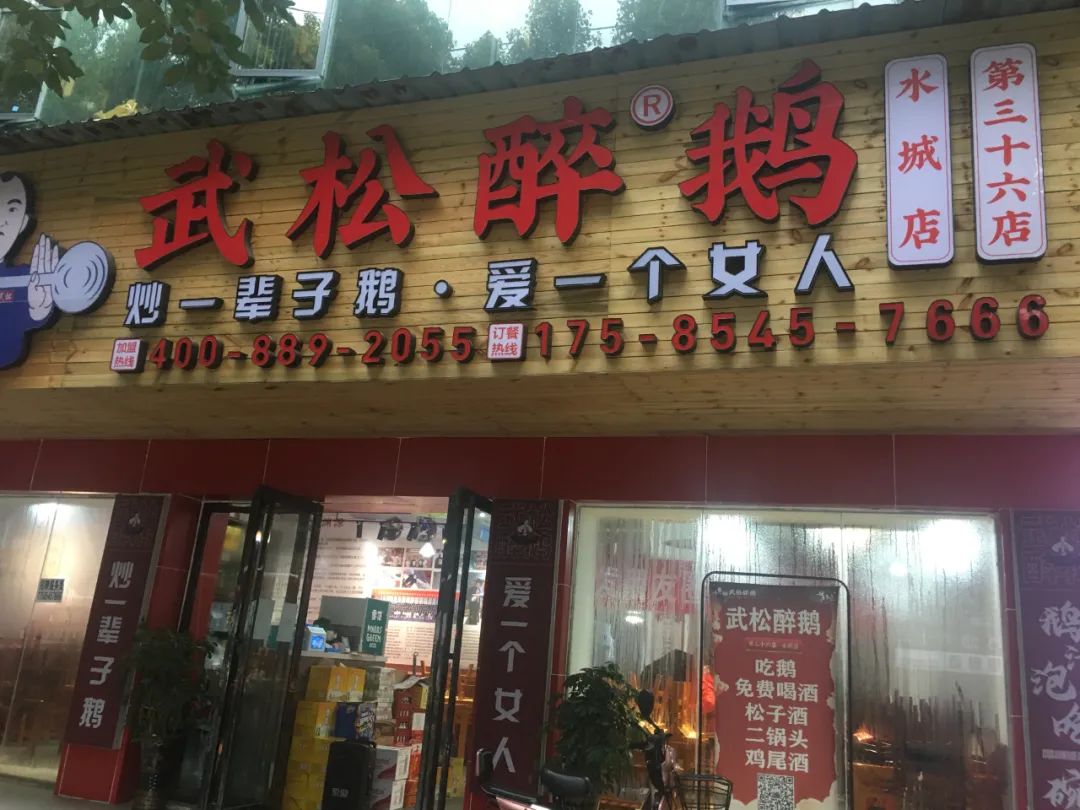 武松醉鹅®
水城店
第三十六店
炒一辈子鹅·爱一个女人
加盟热线
400-889-2055
订餐热线
175-8545-7666
炒一辈子鹅
爱一个女人
武松醉鹅
吃鹅
免费喝酒
松子酒
二锅头
鸡尾酒